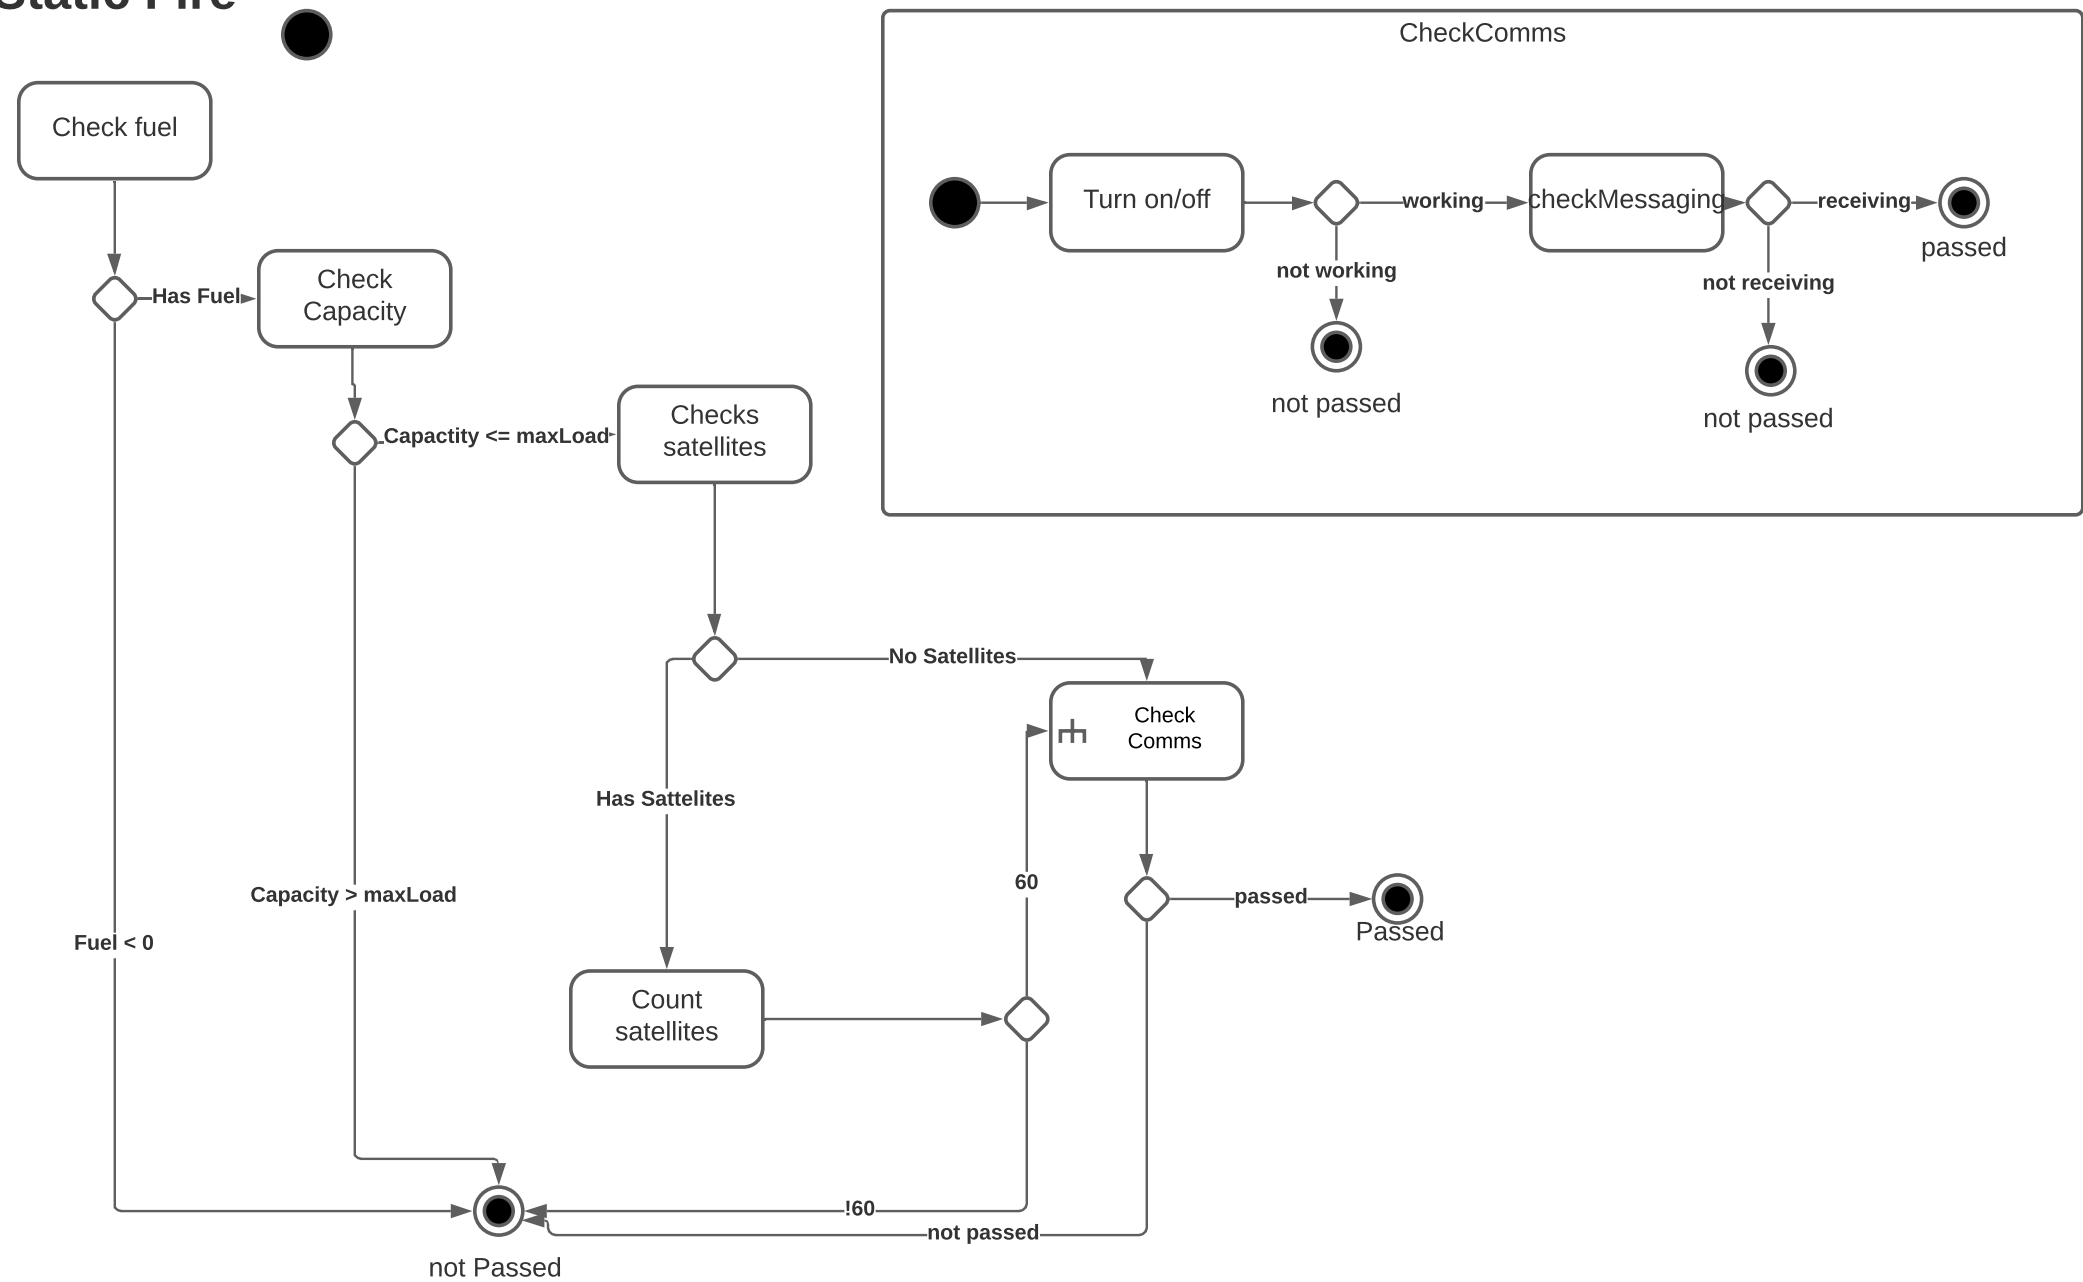 Static Fire
CheckComms
Check fuel
Turn on/off
working
checkMessaging
receiving
passed
not working
not receiving
not passed
not passed
Has Fuel
Check
Capacity
Capactity <= maxLoad
Checks
satellites
No Satellites
Check
Comms
Has Sattelites
60
Capacity > maxLoad
passed
Passed
Fuel < 0
Count
satellites
!60
not passed
not Passed